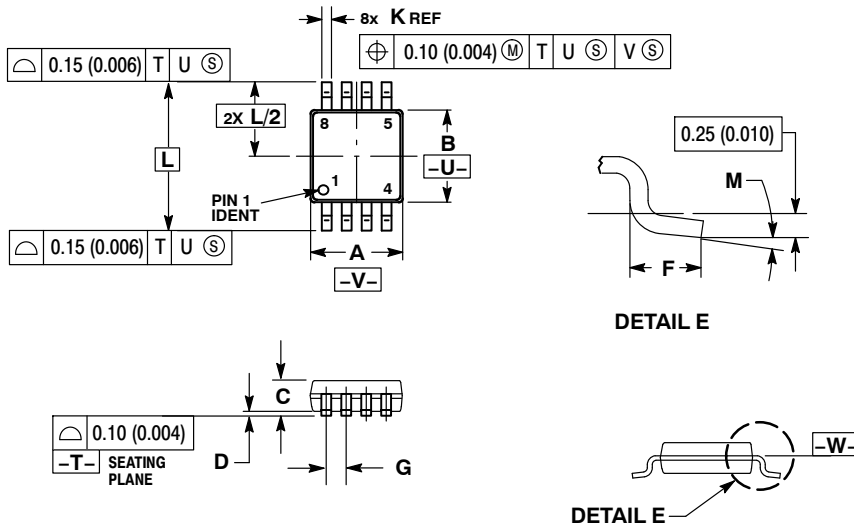 8x K REF
⌖ 0.10 (0.004) Ⓜ T U Ⓢ V Ⓢ
⌓ 0.15 (0.006) T U Ⓢ
2X L/2
L
8 5
B
–U–
1
4
PIN 1
IDENT
⌓ 0.15 (0.006) T U Ⓢ
A
–V–
0.25 (0.010)
M
F
DETAIL E
C
⌓ 0.10 (0.004)
–T– SEATING
PLANE
D
G
–W–
DETAIL E